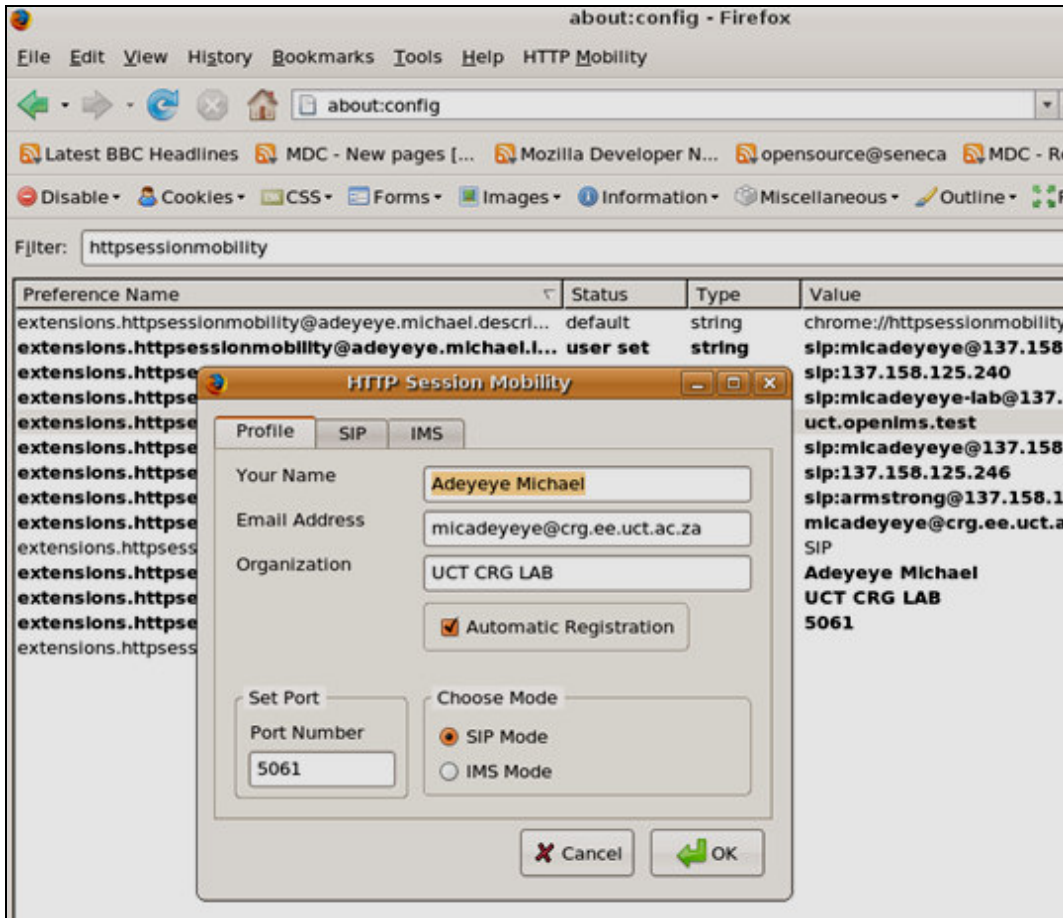 about:config - Firefox
File Edit View History Bookmarks Tools Help HTTP Mobility
about:config
Latest BBC Headlines MDC - New pages [... Mozilla Developer N... opensource@seneca MDC - R
Disable Cookies CSS Forms Images Information Miscellaneous Outline
Filter: httpsessionmobility
Preference Name Status Type Value
extensions.httpsessionmobility@adeyeye.michael.descri... default string chrome://httpsessionmobility
extensions.httpsessionmobility@adeyeye.michael.i... user set string sip:micadeyeye@137.158
extensions.httpse sip:137.158.125.240
extensions.httpse sip:micadeyeye-lab@137.
extensions.httpse uct.openims.test
extensions.httpse sip:micadeyeye@137.158
extensions.httpse sip:137.158.125.246
extensions.httpse sip:armstrong@137.158.1
extensions.httpse micadeyeye@crg.ee.uct.a
extensions.httpsess SIP
extensions.httpse Adeyeye Michael
extensions.httpse UCT CRG LAB
extensions.httpse 5061
extensions.httpsess
HTTP Session Mobility
Profile SIP IMS
Your Name Adeyeye Michael
Email Address micadeyeye@crg.ee.uct.ac.za
Organization UCT CRG LAB
Automatic Registration
Set Port Choose Mode
Port Number SIP Mode
5061 IMS Mode
Cancel OK